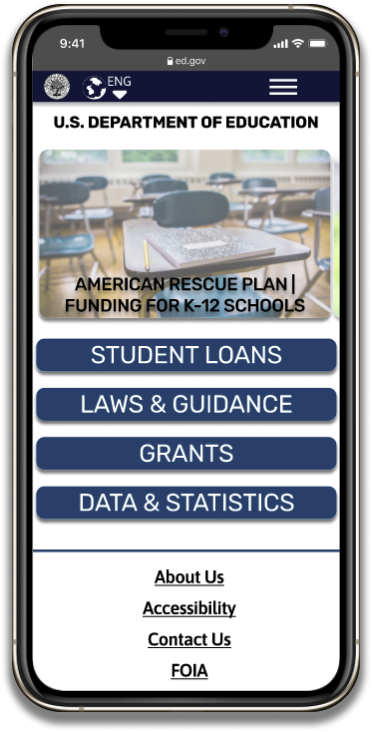 9:41
ed.gov
ENG
U.S. DEPARTMENT OF EDUCATION
AMERICAN RESCUE PLAN |
FUNDING FOR K-12 SCHOOLS
STUDENT LOANS
LAWS & GUIDANCE
GRANTS
DATA & STATISTICS
About Us
Accessibility
Contact Us
FOIA